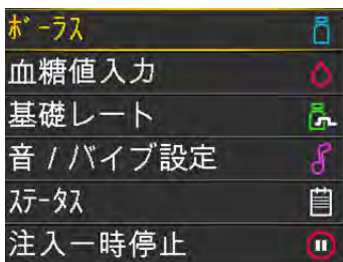 ボーラス
血糖値入力
基礎レート
音 / バイブ設定
ステータス
注入一時停止